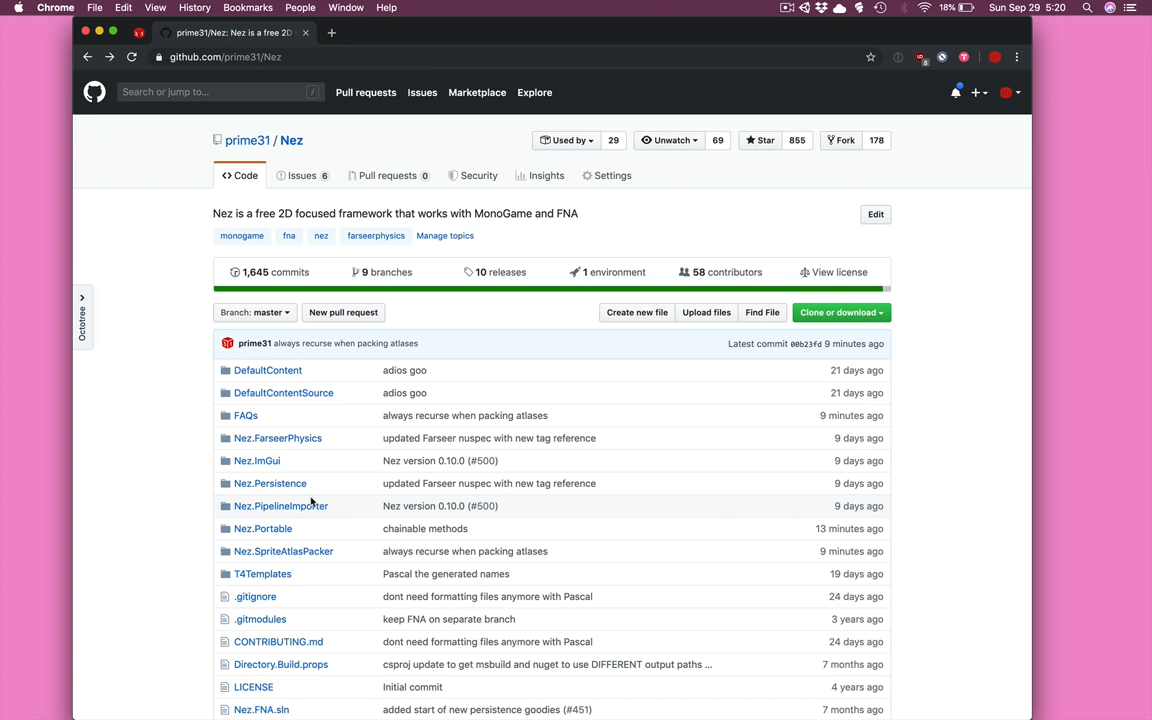 Chrome File Edit View History Bookmarks People Window Help 18% Sun Sep 29 5:20
prime31/Nez: Nez is a free 2D
github.com/prime31/Nez
Search or jump to... / Pull requests Issues Marketplace Explore
prime31 / Nez Used by 29 Unwatch 69 Star 855 Fork 178
Code Issues 6 Pull requests 0 Security Insights Settings
Nez is a free 2D focused framework that works with MonoGame and FNA Edit
monogame fna nez farseerphysics Manage topics
1,645 commits 9 branches 10 releases 1 environment 58 contributors View license
Octotree
Branch: master New pull request Create new file Upload files Find File Clone or download
prime31 always recurse when packing atlases Latest commit 00b23fd 9 minutes ago
DefaultContent adios goo 21 days ago
DefaultContentSource adios goo 21 days ago
FAQs always recurse when packing atlases 9 minutes ago
Nez.FarseerPhysics updated Farseer nuspec with new tag reference 9 days ago
Nez.ImGui Nez version 0.10.0 (#500) 9 days ago
Nez.Persistence updated Farseer nuspec with new tag reference 9 days ago
Nez.PipelineImporter Nez version 0.10.0 (#500) 9 days ago
Nez.Portable chainable methods 13 minutes ago
Nez.SpriteAtlasPacker always recurse when packing atlases 9 minutes ago
T4Templates Pascal the generated names 19 days ago
.gitignore dont need formatting files anymore with Pascal 24 days ago
.gitmodules keep FNA on separate branch 3 years ago
CONTRIBUTING.md dont need formatting files anymore with Pascal 24 days ago
Directory.Build.props csproj update to get msbuild and nuget to use DIFFERENT output paths ... 7 months ago
LICENSE Initial commit 4 years ago
Nez.FNA.sln added start of new persistence goodies (#451) 7 months ago